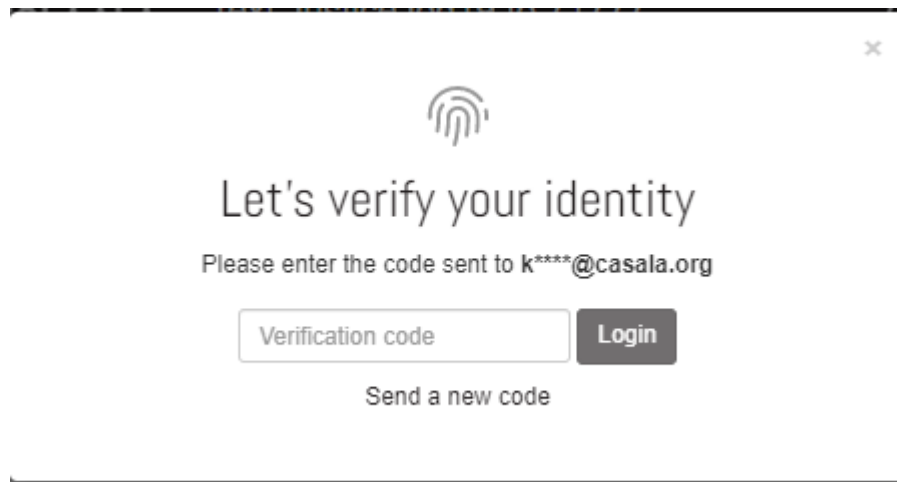 ×
Let's verify your identity
Please enter the code sent to k****@casala.org
Verification code Login
Send a new code